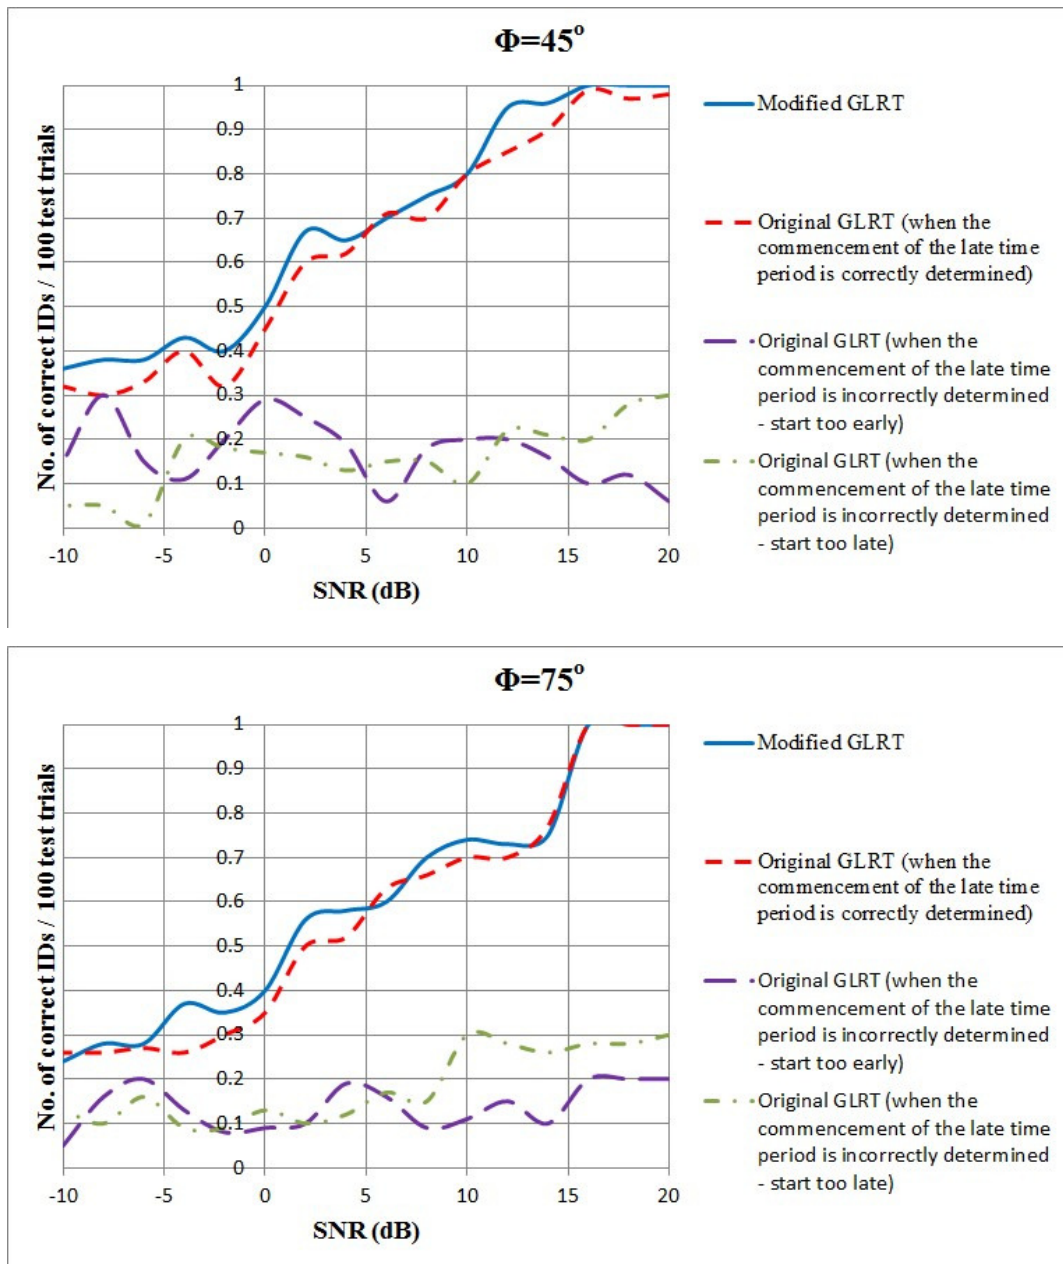 Φ=45°
No. of correct IDs / 100 test trials
1
0.9
0.8
0.7
0.6
0.5
0.4
0.3
0.2
0.1
0
-10 -5 0 5 10 15 20
SNR (dB)
Modified GLRT
Original GLRT (when the
commencement of the late time
period is correctly determined)
Original GLRT (when the
commencement of the late time
period is incorrectly determined
- start too early)
Original GLRT (when the
commencement of the late time
period is incorrectly determined
- start too late)
Φ=75°
No. of correct IDs / 100 test trials
1
0.9
0.8
0.7
0.6
0.5
0.4
0.3
0.2
0.1
0
-10 -5 0 5 10 15 20
SNR (dB)
Modified GLRT
Original GLRT (when the
commencement of the late time
period is correctly determined)
Original GLRT (when the
commencement of the late time
period is incorrectly determined
- start too early)
Original GLRT (when the
commencement of the late time
period is incorrectly determined
- start too late)